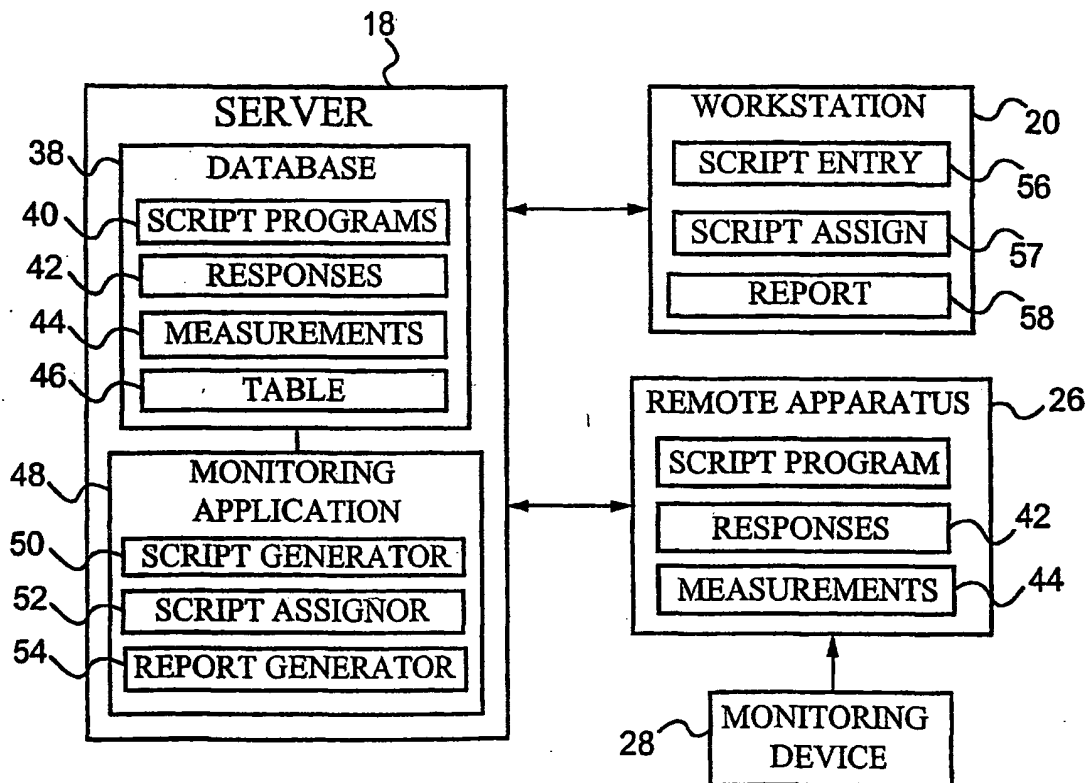 18
SERVER
38
DATABASE
40
SCRIPT PROGRAMS
42
RESPONSES
44
MEASUREMENTS
46
TABLE
48
MONITORING
APPLICATION
50
SCRIPT GENERATOR
52
SCRIPT ASSIGNOR
54
REPORT GENERATOR
WORKSTATION
20
SCRIPT ENTRY
56
SCRIPT ASSIGN
57
REPORT
58
REMOTE APPARATUS
26
SCRIPT PROGRAM
RESPONSES
42
MEASUREMENTS
44
28
MONITORING
DEVICE